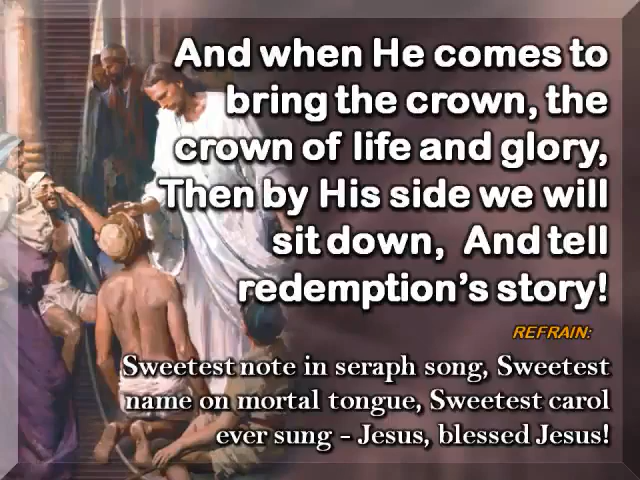 And when He comes to
bring the crown, the
crown of life and glory,
Then by His side we will
sit down, And tell
redemption's story!
REFRAIN:
Sweetest note in seraph song, Sweetest
name on mortal tongue, Sweetest carol
ever sung – Jesus, blessed Jesus!